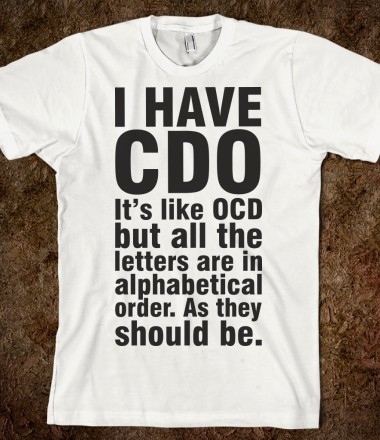 I HAVE
CDO
It's like OCD
but all the
letters are in
alphabetical
order. As they
should be.